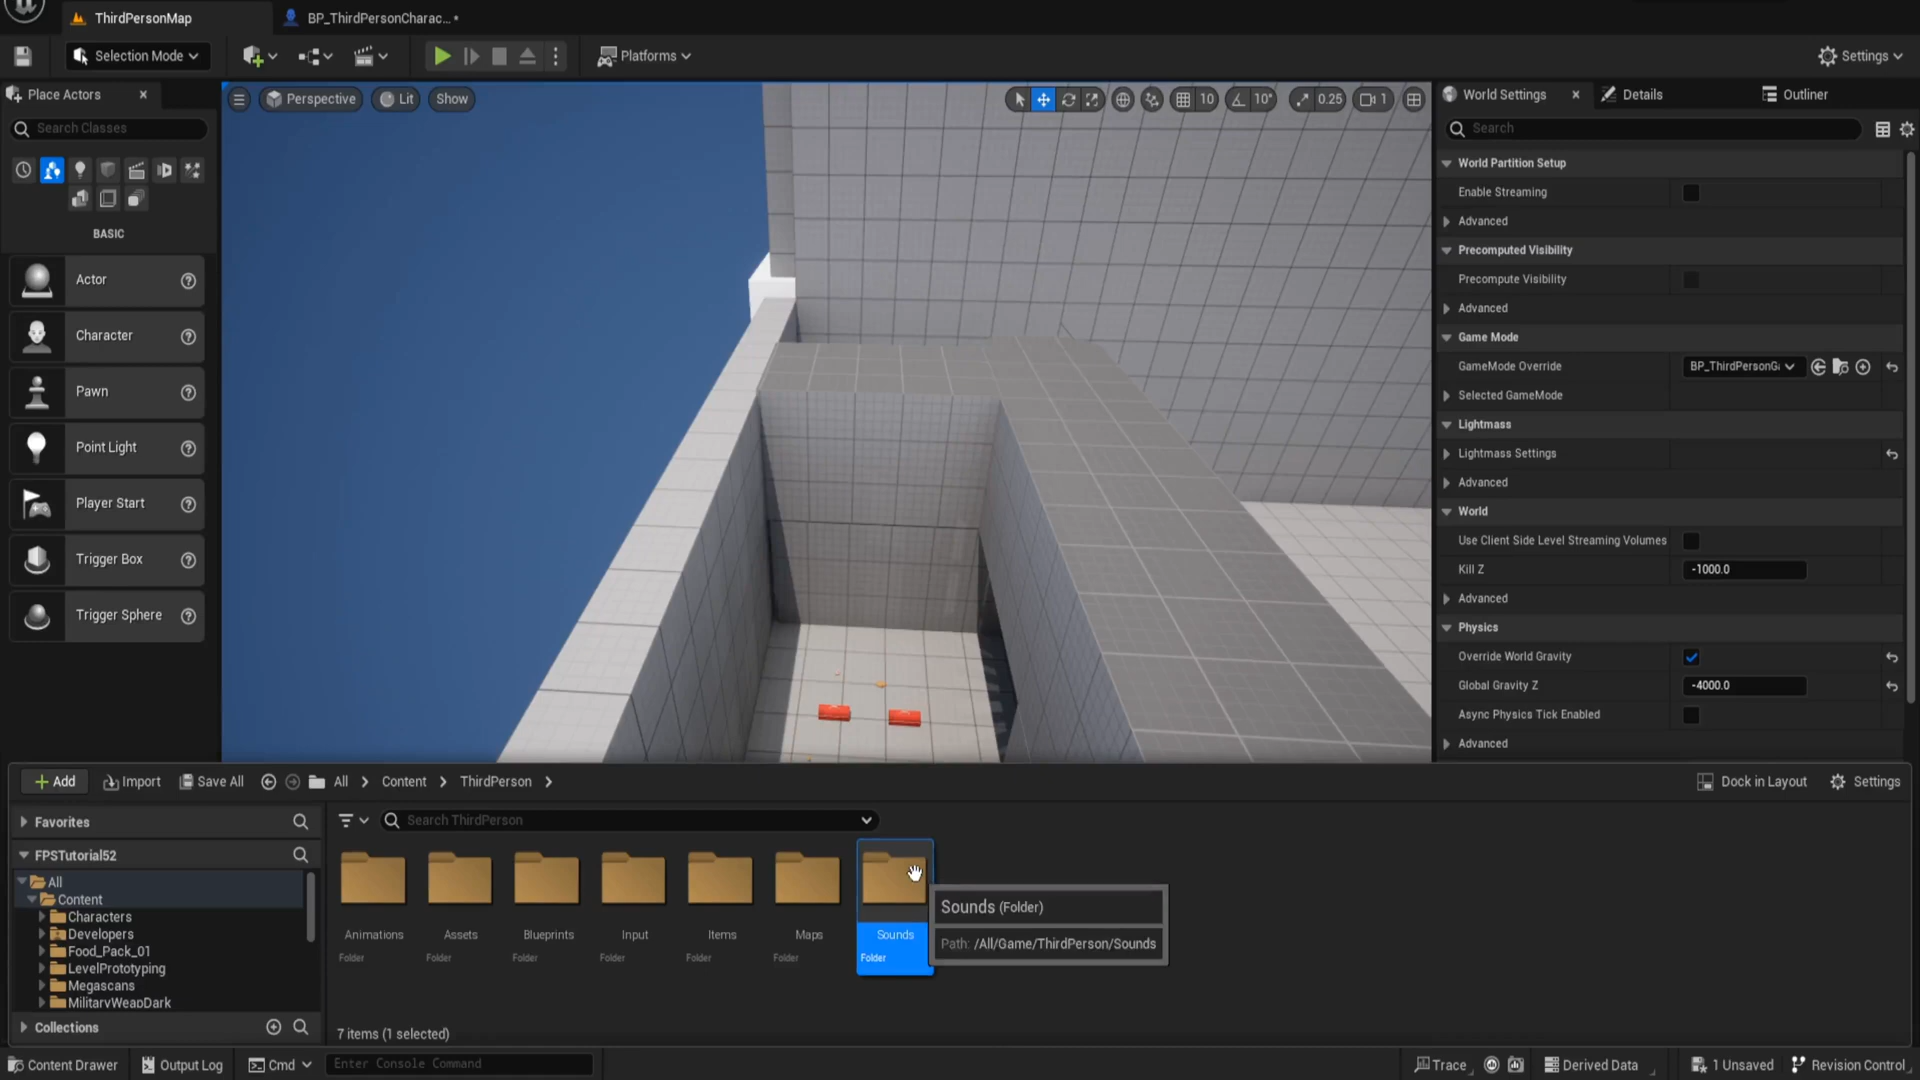 ThirdPersonMap
BP_ThirdPersonCharac... •
Selection Mode
Platforms
Settings
Place Actors
Search Classes
BASIC
Actor
Character
Pawn
Point Light
Player Start
Trigger Box
Trigger Sphere
Perspective
Lit
Show
10
10°
0.25
1
World Settings
Details
Outliner
Search
World Partition Setup
Enable Streaming
Advanced
Precomputed Visibility
Precompute Visibility
Advanced
Game Mode
GameMode Override
BP_ThirdPersonGa
Selected GameMode
Lightmass
Lightmass Settings
Advanced
World
Use Client Side Level Streaming Volumes
Kill Z
-1000.0
Advanced
Physics
Override World Gravity
Global Gravity Z
-4000.0
Async Physics Tick Enabled
Advanced
Add
Import
Save All
All
Content
ThirdPerson
Dock in Layout
Settings
Favorites
FPSTutorial52
All
Content
Characters
Developers
Food_Pack_01
LevelPrototyping
Megascans
MilitaryWeapDark
Collections
Search ThirdPerson
Animations
Folder
Assets
Folder
Blueprints
Folder
Input
Folder
Items
Folder
Maps
Folder
Sounds
Folder
Sounds (Folder)
Path: /All/Game/ThirdPerson/Sounds
7 items (1 selected)
Content Drawer
Output Log
Cmd
Enter Console Command
Trace
Derived Data
1 Unsaved
Revision Control